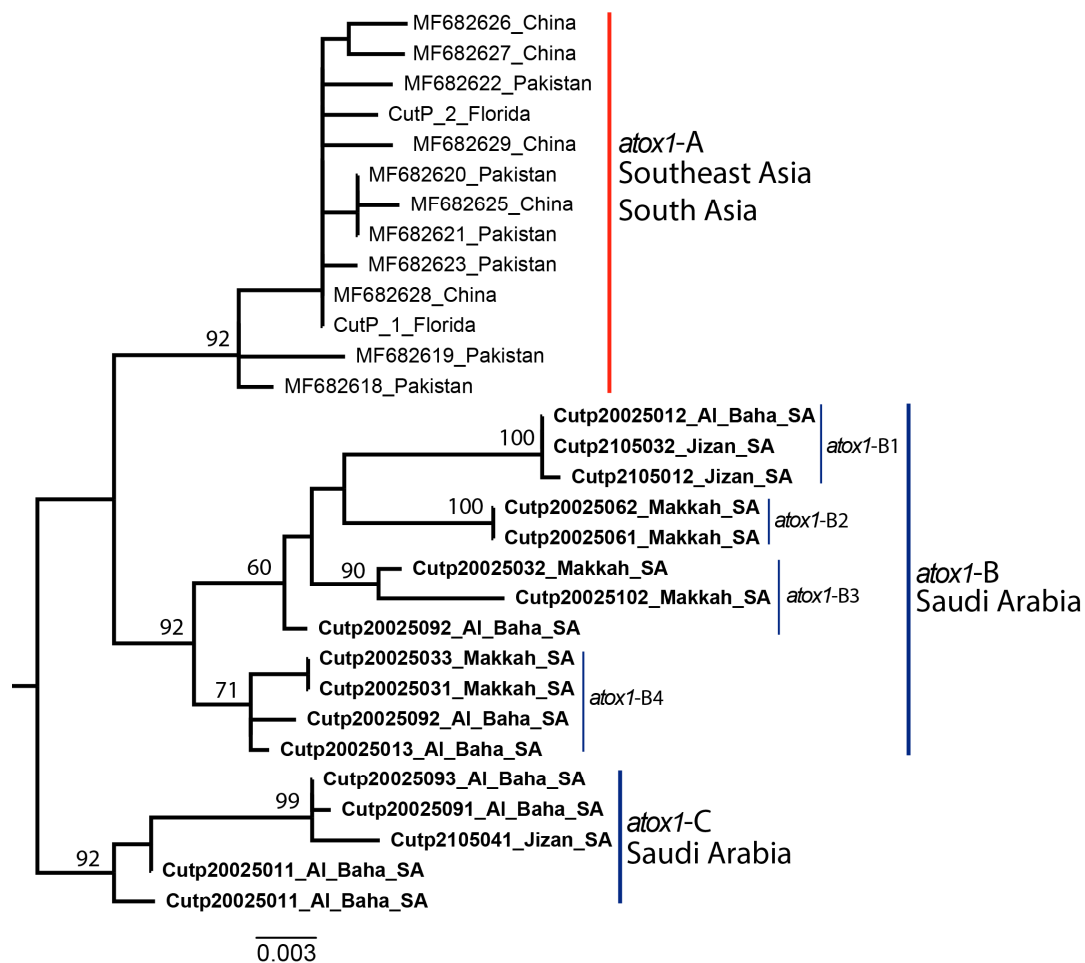 MF682626_China
MF682627_China
MF682622_Pakistan
CutP_2_Florida
MF682629_China
MF682620_Pakistan
MF682625_China
MF682621_Pakistan
MF682623_Pakistan
MF682628_China
CutP_1_Florida
MF682619_Pakistan
MF682618_Pakistan
92
atox1-A
Southeast Asia
South Asia
Cutp20025012_Al_Baha_SA
Cutp2105032_Jizan_SA
Cutp2105012_Jizan_SA
100
atox1-B1
Cutp20025062_Makkah_SA
Cutp20025061_Makkah_SA
100
atox1-B2
Cutp20025032_Makkah_SA
Cutp20025102_Makkah_SA
90
atox1-B3
60
Cutp20025092_Al_Baha_SA
92
Cutp20025033_Makkah_SA
Cutp20025031_Makkah_SA
Cutp20025092_Al_Baha_SA
Cutp20025013_Al_Baha_SA
71
atox1-B4
atox1-B
Saudi Arabia
Cutp20025093_Al_Baha_SA
Cutp20025091_Al_Baha_SA
Cutp2105041_Jizan_SA
99
Cutp20025011_Al_Baha_SA
Cutp20025011_Al_Baha_SA
92
atox1-C
Saudi Arabia
0.003